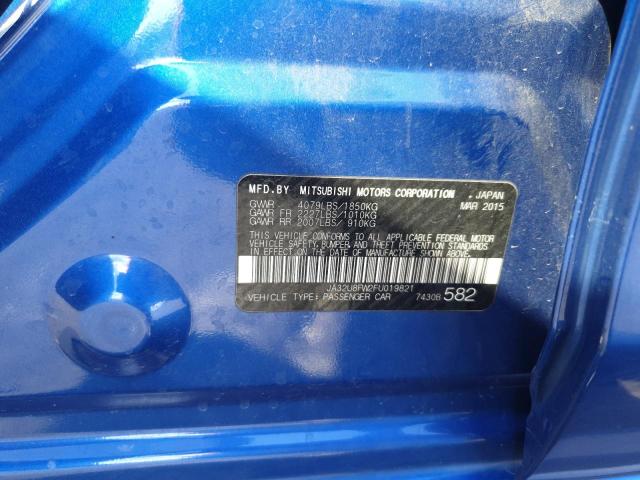 MFD.BY MITSUBISHI MOTORS CORPORATION, JAPAN
GVWR 4079LBS/1850KG MAR 2015
GAWR FR 2227LBS/1010KG
GAWR RR 2007LBS/ 910KG
THIS VEHICLE CONFORMS TO ALL APPLICABLE FEDERAL MOTOR
VEHICLE SAFETY, BUMPER, AND THEFT PREVENTION STANDARDS
IN EFFECT ON THE DATE OF MANUFACTURE SHOWN ABOVE.
JA32U8FW2FU019821
VEHICLE TYPE: PASSENGER CAR 7430B 582